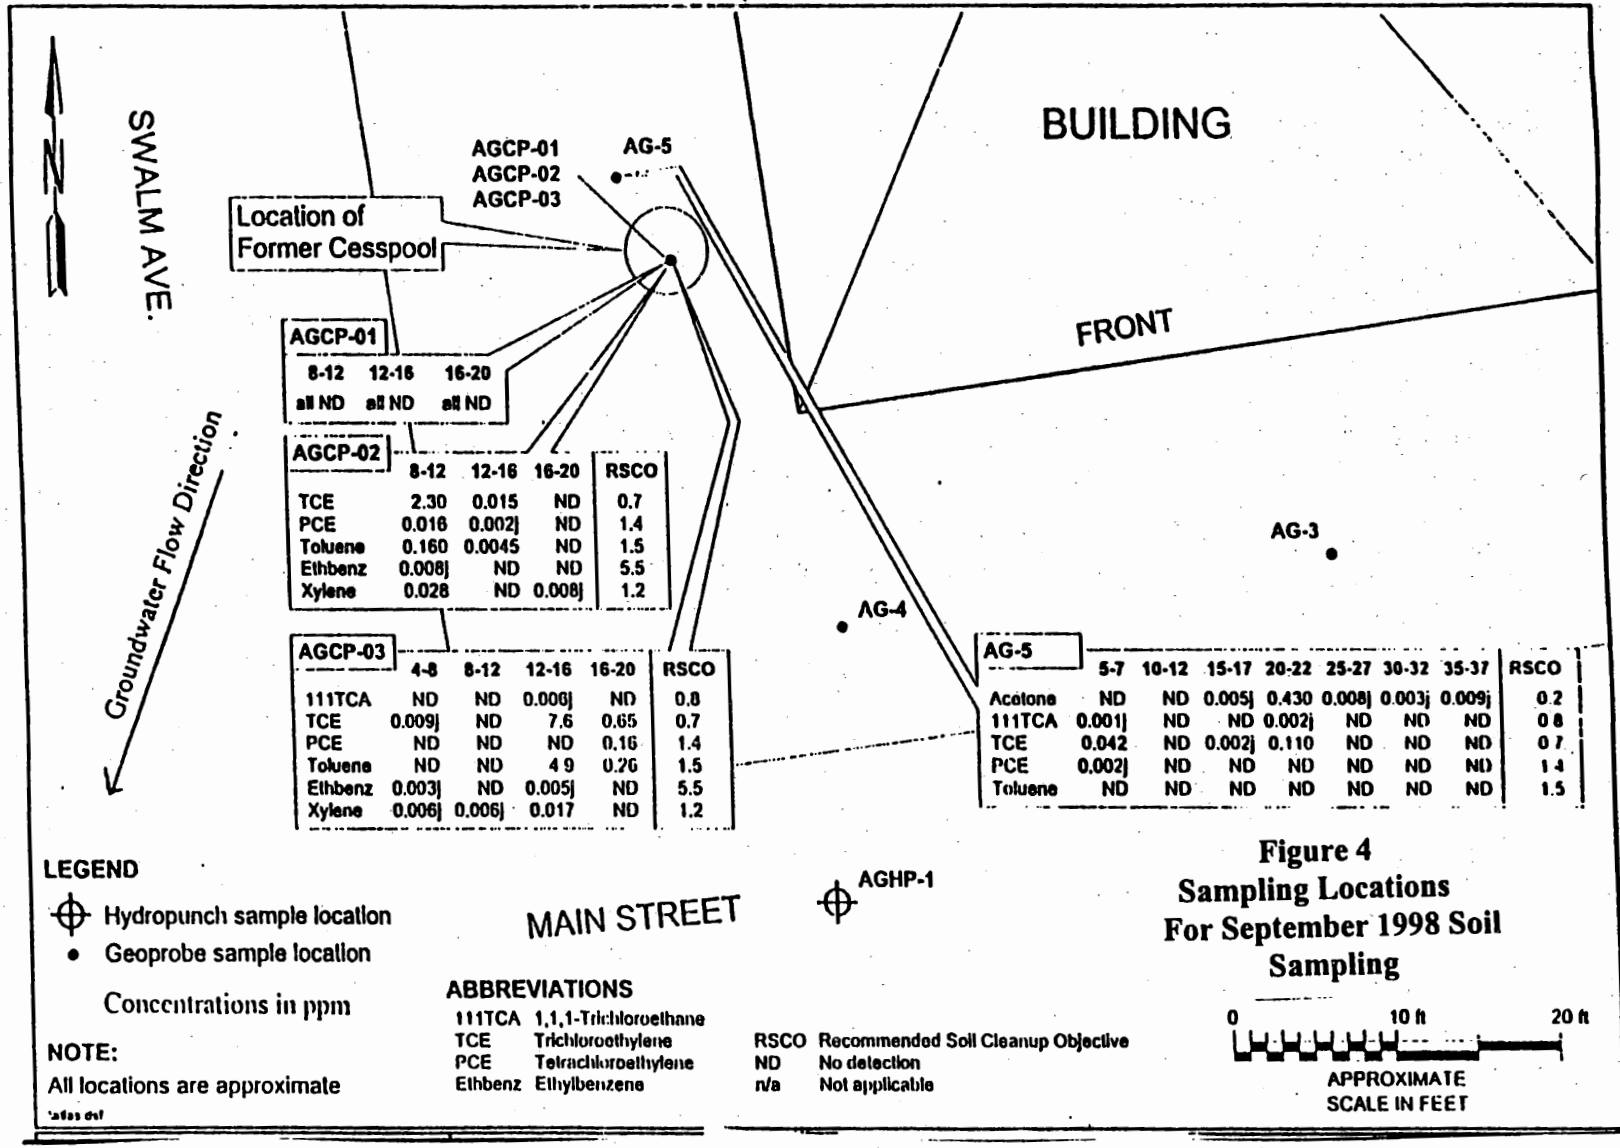 N
SWALM AVE.
BUILDING
FRONT
AGCP-01
AGCP-02
AGCP-03
AG-5
Location of
Former Cesspool
AGCP-01
8-12 12-16 16-20
all ND all ND all ND
AGCP-02
8-12 12-16 16-20 RSCO
TCE 2.30 0.015 ND 0.7
PCE 0.016 0.002j ND 1.4
Toluene 0.160 0.0045 ND 1.5
Ethbenz 0.008j ND ND 5.5
Xylene 0.028 ND 0.008j 1.2
Groundwater Flow Direction
AG-3
AG-4
AGCP-03
4-8 8-12 12-16 16-20 RSCO
111TCA ND ND 0.006j ND 0.8
TCE 0.009j ND 7.6 0.65 0.7
PCE ND ND ND 0.16 1.4
Toluene ND ND 4 9 0.26 1.5
Ethbenz 0.003j ND 0.005j ND 5.5
Xylene 0.006j 0.006j 0.017 ND 1.2
AG-5
5-7 10-12 15-17 20-22 25-27 30-32 35-37 RSCO
Acetone ND ND 0.005j 0.430 0.008j 0.003j 0.009j 0.2
111TCA 0.001j ND ND 0.002j ND ND ND 0 8
TCE 0.042 ND 0.002j 0.110 ND ND ND 0 7
PCE 0.002j ND ND ND ND ND ND 1 4
Toluene ND ND ND ND ND ND ND 1.5
LEGEND
Hydropunch sample location
Geoprobe sample location
Concentrations in ppm
NOTE:
All locations are approximate
MAIN STREET
AGHP-1
ABBREVIATIONS
111TCA 1,1,1-Trichloroethane
TCE Trichloroethylene
PCE Tetrachloroethylene
Ethbenz Ethylbenzene
RSCO Recommended Soil Cleanup Objective
ND No detection
n/a Not applicable
Figure 4
Sampling Locations
For September 1998 Soil
Sampling
0 10 ft 20 ft
APPROXIMATE
SCALE IN FEET